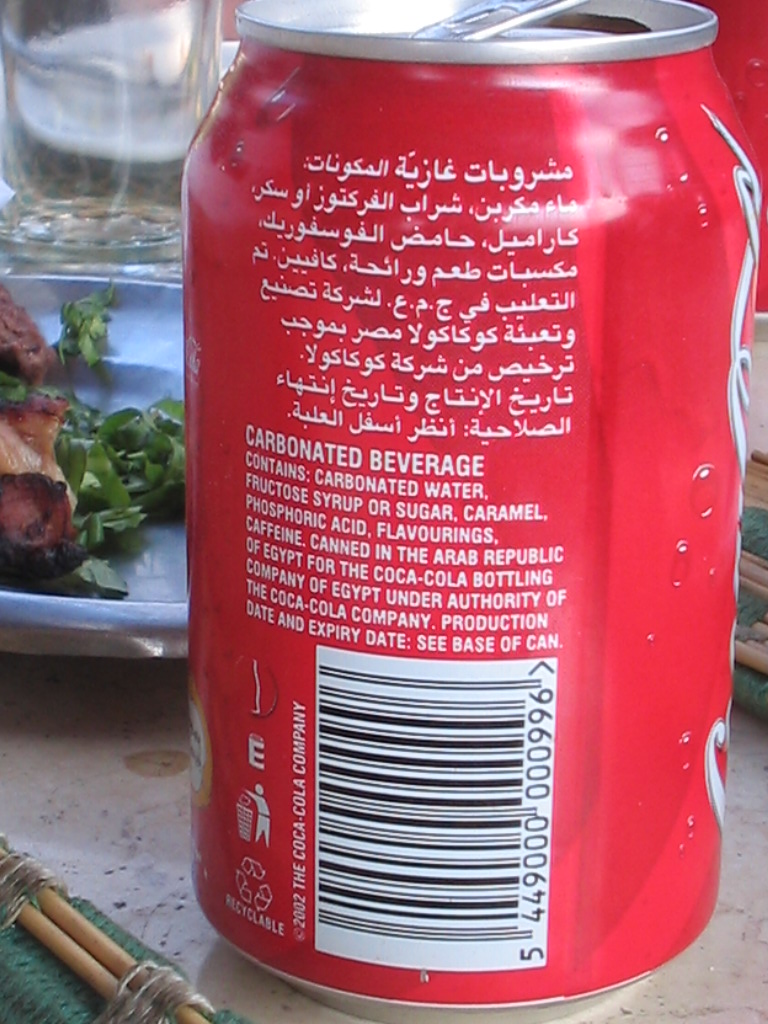 مشروبات غازيّة المكونات:
ماء مكربن، شراب الفركتوز أو سكر،
كاراميل، حامض الفوسفوريك،
مكسبات طعم ورائحة، كافيين. تم
التعليب في ج.م.ع. لشركة تصنيع
وتعبئة كوكاكولا مصر بموجب
ترخيص من شركة كوكاكولا.
تاريخ الإنتاج وتاريخ إنتهاء
الصلاحية: أنظر أسفل العلبة.
CARBONATED BEVERAGE
CONTAINS: CARBONATED WATER,
FRUCTOSE SYRUP OR SUGAR, CARAMEL,
PHOSPHORIC ACID, FLAVOURINGS,
CAFFEINE. CANNED IN THE ARAB REPUBLIC
OF EGYPT FOR THE COCA-COLA BOTTLING
COMPANY OF EGYPT UNDER AUTHORITY OF
THE COCA-COLA COMPANY. PRODUCTION
DATE AND EXPIRY DATE: SEE BASE OF CAN.
E
RECYCLABLE
©2002 THE COCA-COLA COMPANY
5 449000 000996 >